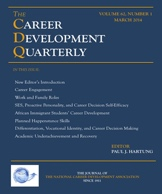 THE
CAREER
DEVELOPMENT
QUARTERLY
VOLUME 62, NUMBER 1
MARCH 2014
IN THIS ISSUE:
New Editor's Introduction
Career Engagement
Work and Family Roles
SES, Proactive Personality, and Career Decision Self-Efficacy
African Immigrant Students' Career Development
Planned Happenstance Skills
Differentiation, Vocational Identity, and Career Decision Making
Academic Underachievement and Recovery
EDITOR
PAUL J. HARTUNG
THE JOURNAL OF
THE NATIONAL CAREER DEVELOPMENT ASSOCIATION
SINCE 1911